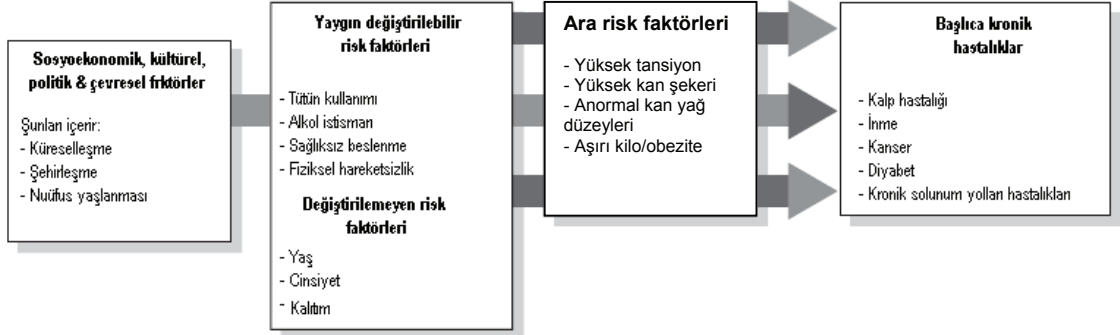 Sosyoekonomik, kültürel,
politik & çevresel frktörler
Şunları içerir:
- Küreselleşme
- Şehirleşme
- Nuüfus yaşlanması
Yaygın değiştirilebilir
risk faktörleri
- Tütün kullanımı
- Alkol istismarı
- Sağlıksız beslenme
- Fiziksel hareketsizlik
Değiştirilemeyen risk
faktörleri
- Yaş
- Cinsiyet
- Kalıtım
Ara risk faktörleri
- Yüksek tansiyon
- Yüksek kan şekeri
- Anormal kan yağ
düzeyleri
- Aşırı kilo/obezite
Başlıca kronik
hastalıklar
- Kalp hastalığı
- İnme
- Kanser
- Diyabet
- Kronik solunum yolları hastalıkları